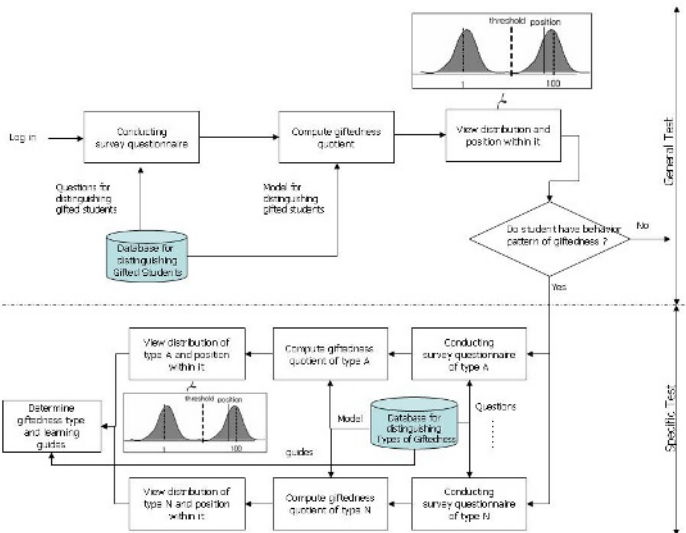 threshold position
1 100
Log in
Conducting
survey questionnaire
Compute giftedness
quotient
View distribution and
position within it
Questions for
distinguishing
gifted students
Model for
distinguishing
gifted students
Database for
distinguishing
Gifted Students
Do student have behavior
pattern of giftedness ?
No
Yes
General Test
View distribution of
type A and position
within it
Compute giftedness
quotient of type A
Conducting
survey questionnaire
of type A
threshold position
1 100
Determine
giftedness type
and learning
guides
Model
Database for
distinguishing
Types of Giftedness
Questions
guides
View distribution of
type N and position
within it
Compute giftedness
quotient of type N
Conducting
survey questionnaire
of type N
Specific Test